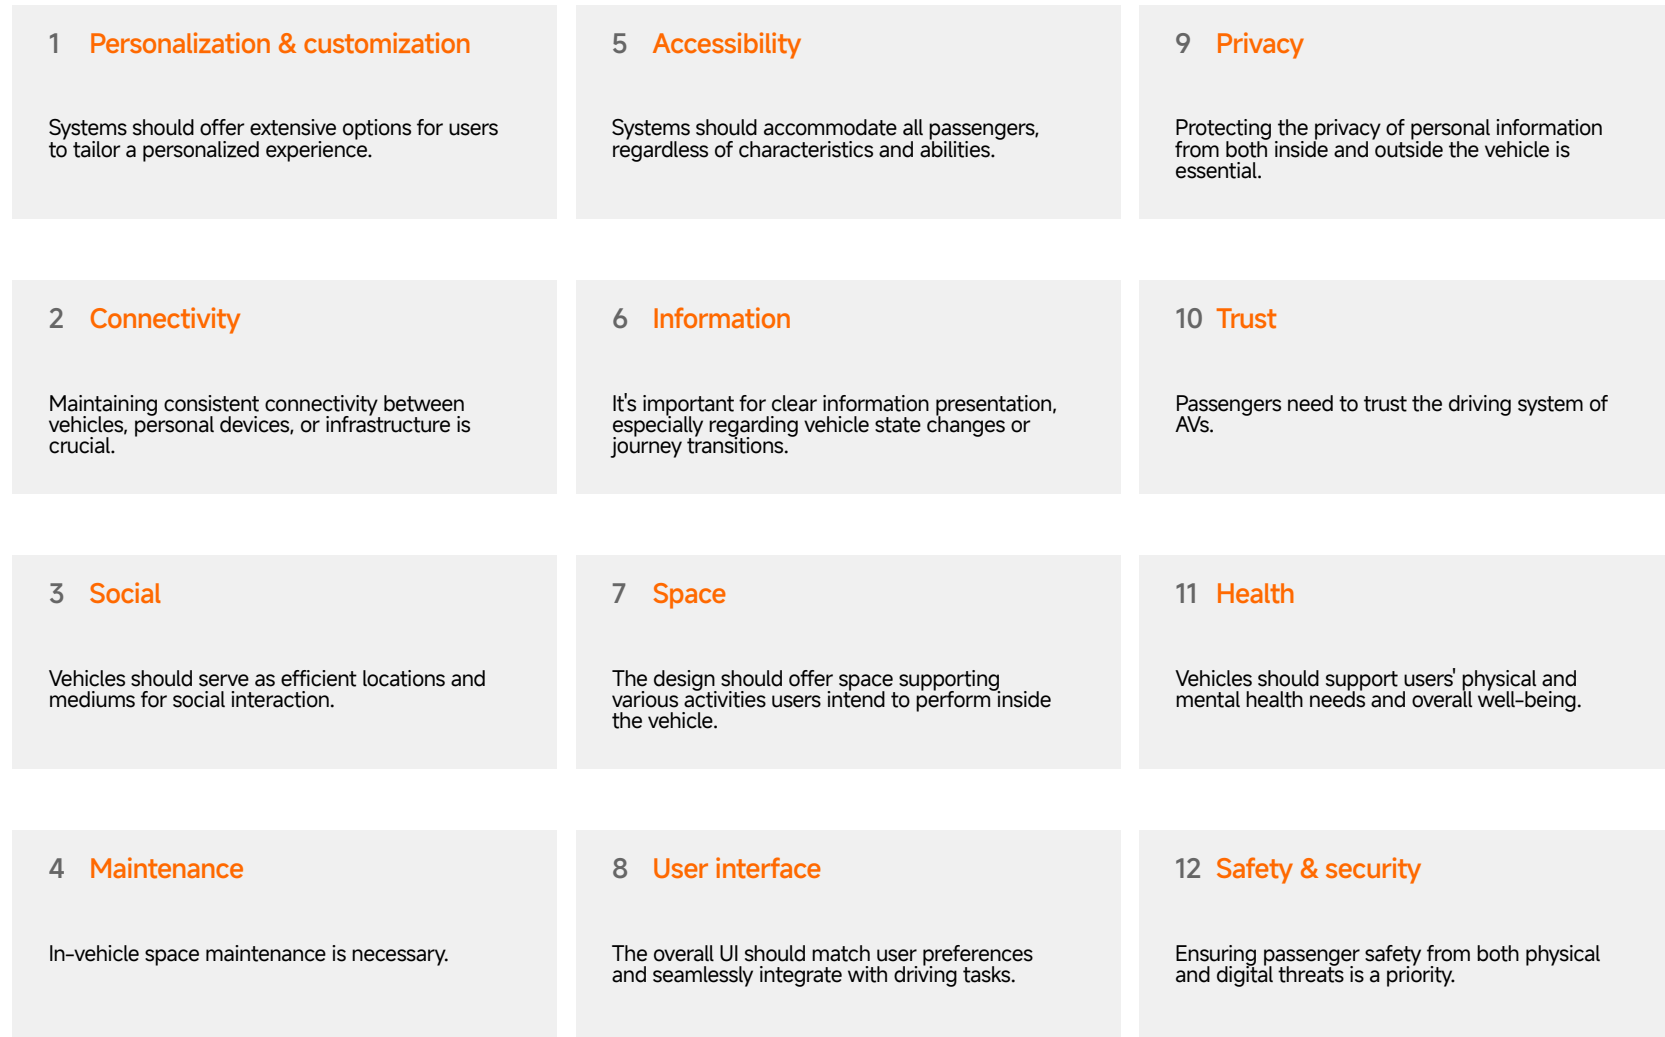 1 Personalization & customization
Systems should offer extensive options for users
to tailor a personalized experience.
2 Connectivity
Maintaining consistent connectivity between
vehicles, personal devices, or infrastructure is
crucial.
3 Social
Vehicles should serve as efficient locations and
mediums for social interaction.
4 Maintenance
In-vehicle space maintenance is necessary.
5 Accessibility
Systems should accommodate all passengers,
regardless of characteristics and abilities.
6 Information
It's important for clear information presentation,
especially regarding vehicle state changes or
journey transitions.
7 Space
The design should offer space supporting
various activities users intend to perform inside
the vehicle.
8 User interface
The overall UI should match user preferences
and seamlessly integrate with driving tasks.
9 Privacy
Protecting the privacy of personal information
from both inside and outside the vehicle is
essential.
10 Trust
Passengers need to trust the driving system of
AVs.
11 Health
Vehicles should support users' physical and
mental health needs and overall well-being.
12 Safety & security
Ensuring passenger safety from both physical
and digital threats is a priority.